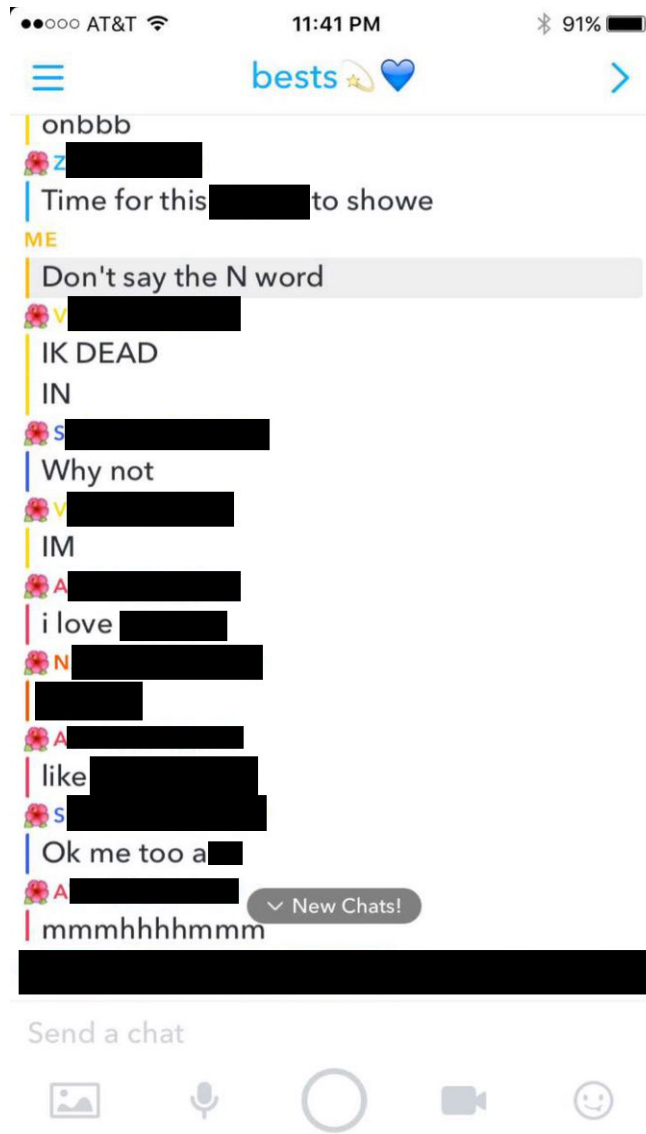 AT&T 11:41 PM 91%
bests💫💙
onbbb
Z
Time for this to showe
ME
Don't say the N word
V
IK DEAD
IN
S
Why not
V
IM
A
i love
N
A
like
S
Ok me too a
A
New Chats!
mmmhhhhmmm
Send a chat